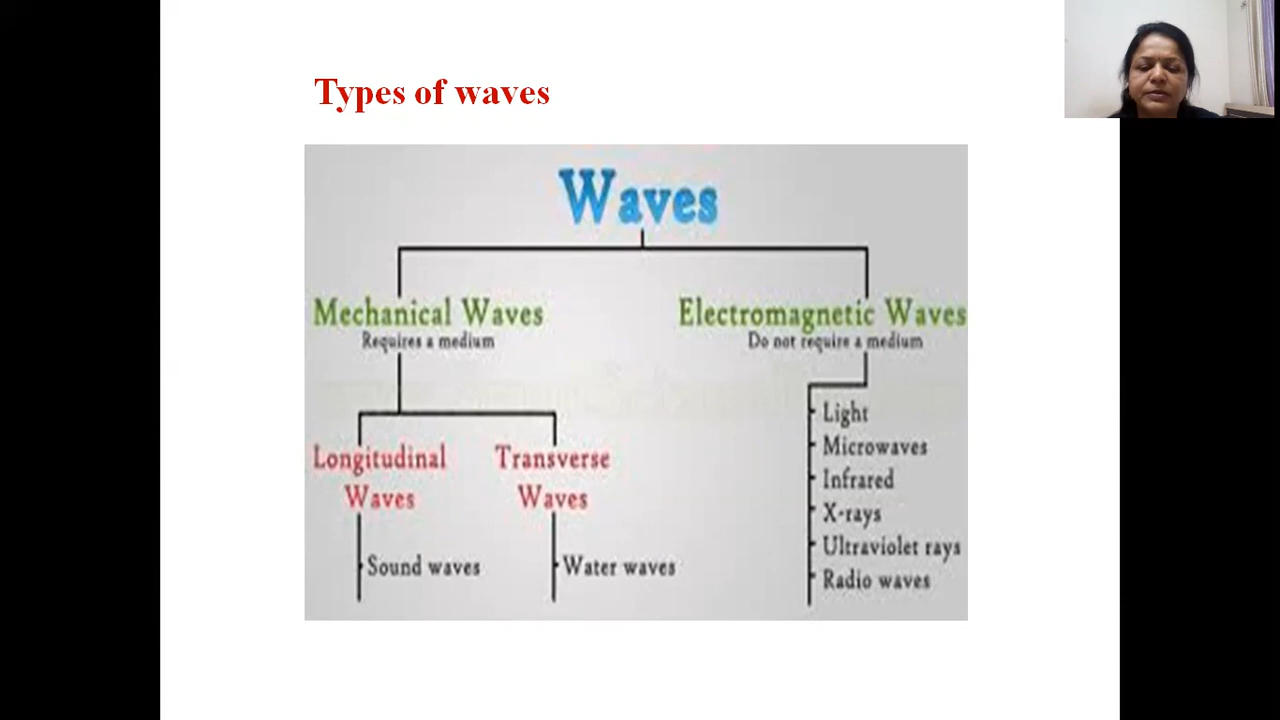 Types of waves
Waves
Mechanical Waves
Requires a medium
Electromagnetic Waves
Do not require a medium
Longitudinal
Waves
Sound waves
Transverse
Waves
Water waves
Light
Microwaves
Infrared
X-rays
Ultraviolet rays
Radio waves